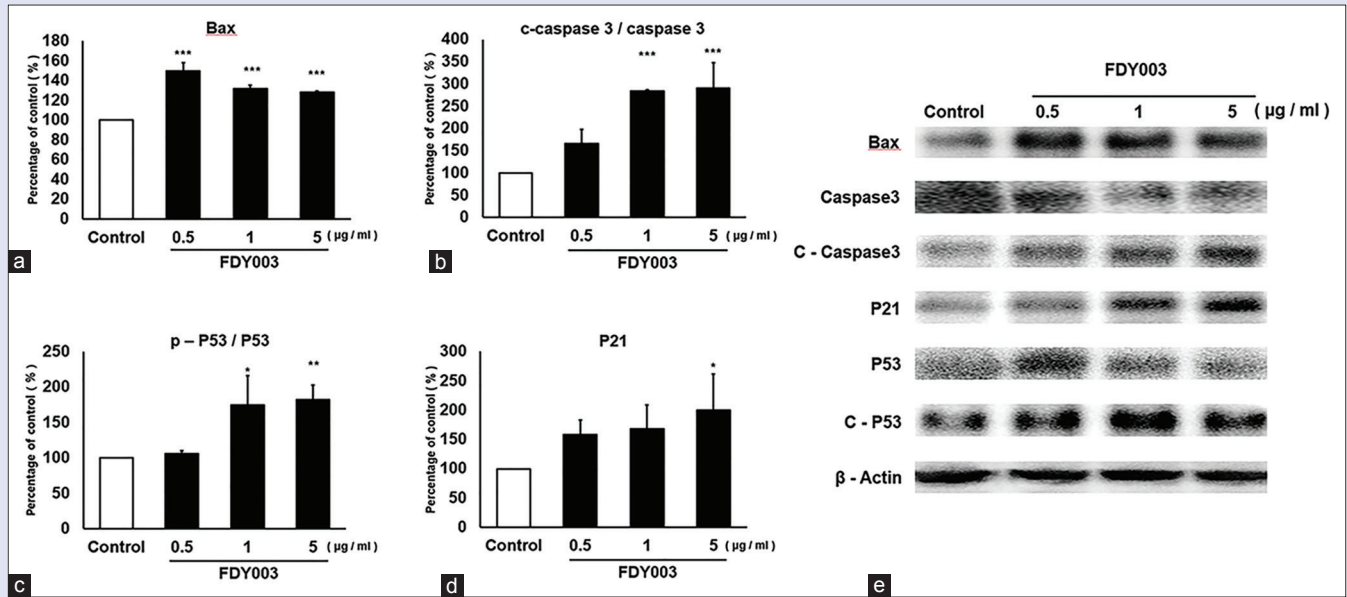 Bax
Percentage of control ( % )
180
160
140
120
100
80
60
40
20
0
***
***
***
Control
0.5
1
5
( µg / ml )
FDY003
a
c-caspase 3 / caspase 3
Percentage of control ( % )
400
350
300
250
200
150
100
50
0
***
***
Control
0.5
1
5
( µg / ml )
FDY003
b
p – P53 / P53
Percentage of control ( % )
250
200
150
100
50
0
*
**
Control
0.5
1
5
( µg / ml )
FDY003
c
P21
Percentage of control ( % )
300
250
200
150
100
50
0
*
Control
0.5
1
5
( µg / ml )
FDY003
d
FDY003
Control
0.5
1
5
( µg / ml )
Bax
Caspase3
C - Caspase3
P21
P53
C - P53
β - Actin
e